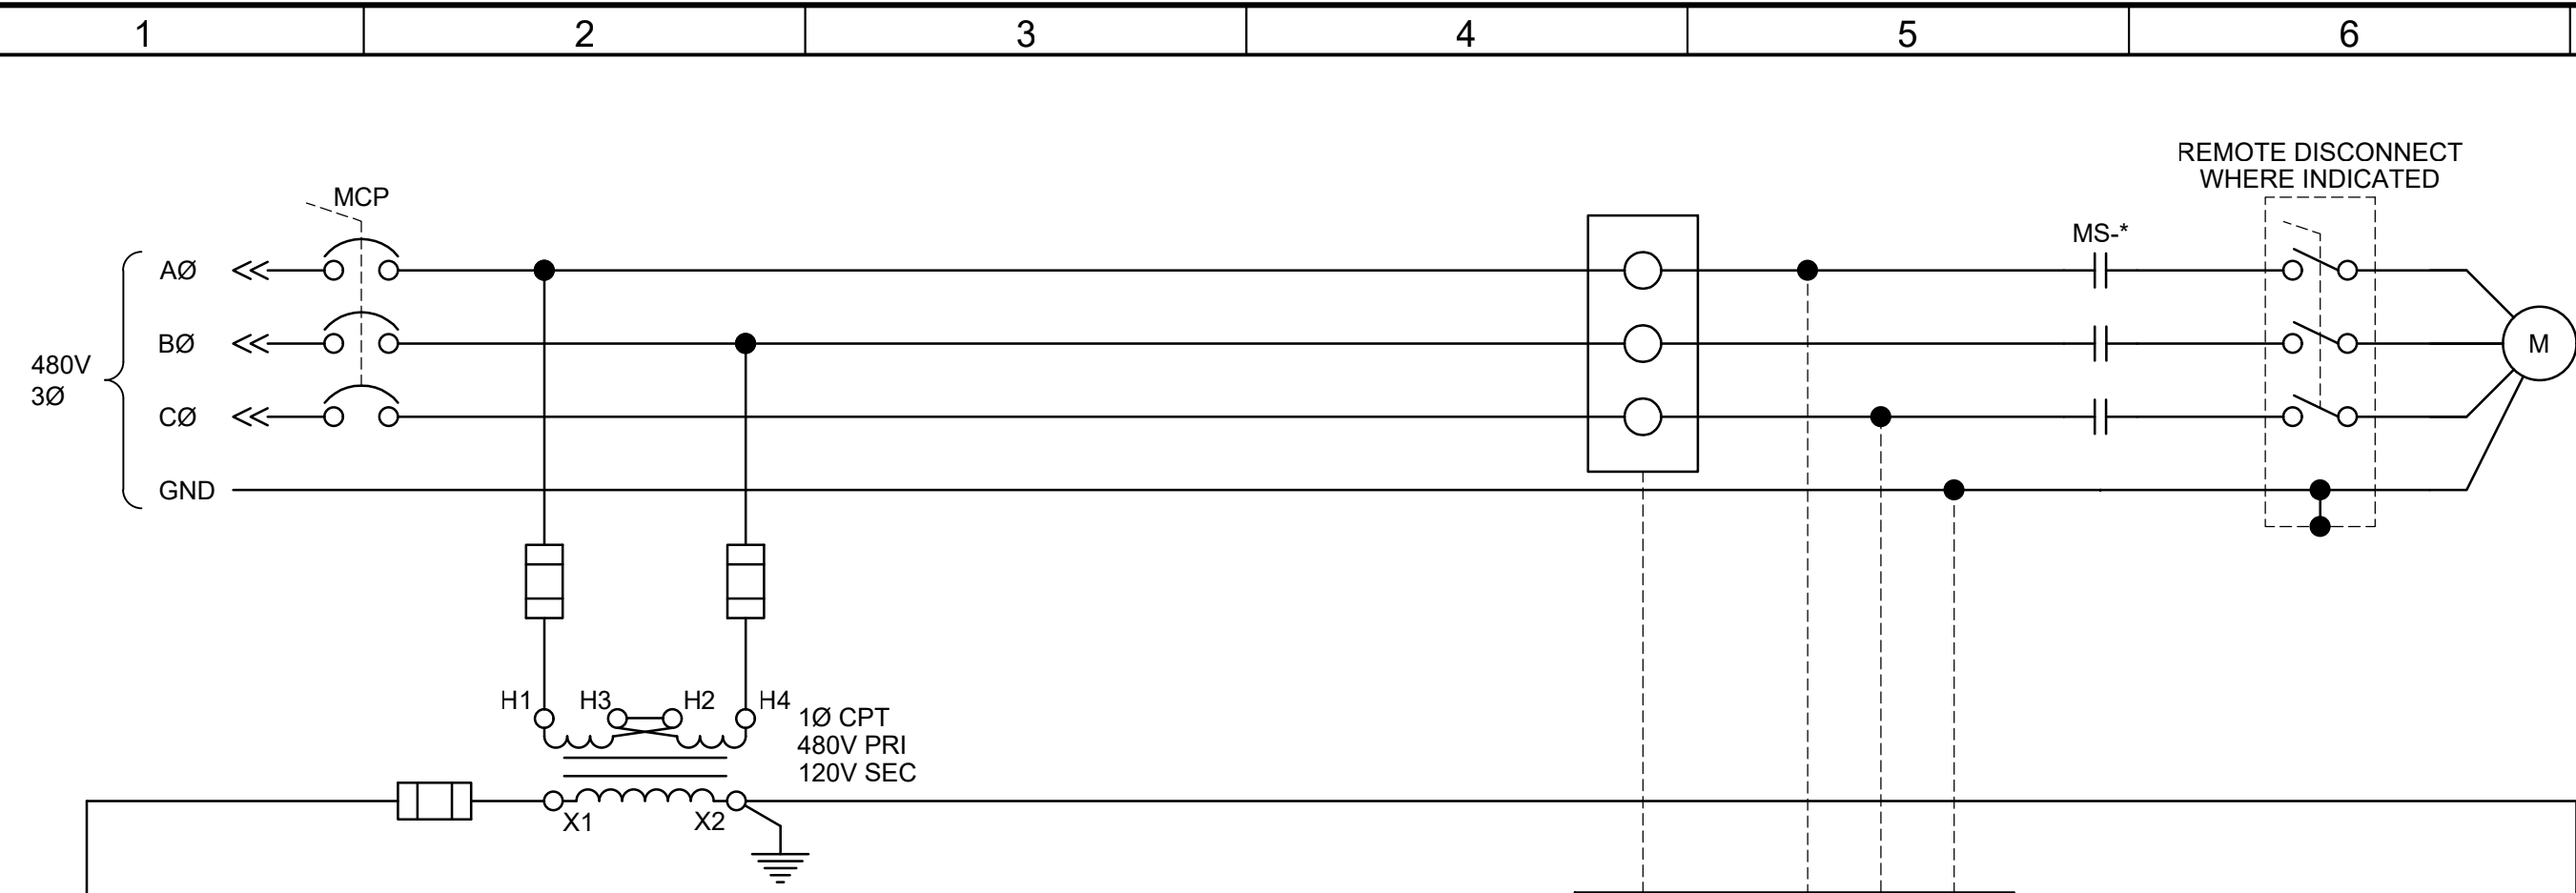 1 2 3 4 5 6
REMOTE DISCONNECT
WHERE INDICATED
MCP
MS-*
AØ
BØ
M
480V
3Ø
CØ
GND
H1 H3 H2 H4
1Ø CPT
480V PRI
120V SEC
X1 X2